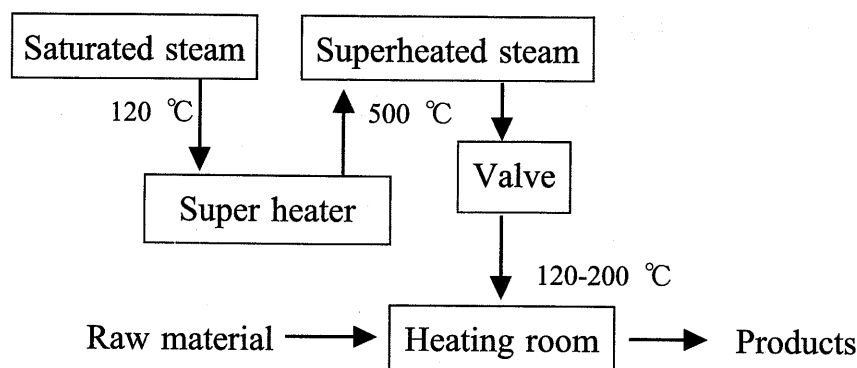 Saturated steam
Superheated steam
120 ℃
500 ℃
Valve
Super heater
120-200 ℃
Raw material
Heating room
Products